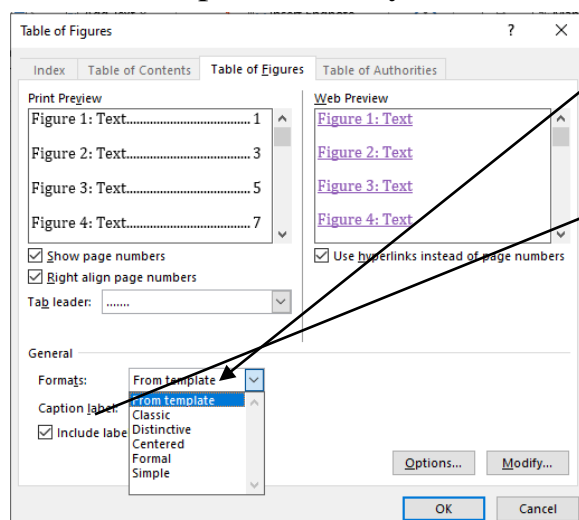 Table of Figures ? ×
Index Table of Contents Table of Figures Table of Authorities
Print Preview Web Preview
Figure 1: Text.................................... 1 Figure 1: Text
Figure 2: Text.................................... 3 Figure 2: Text
Figure 3: Text.................................... 5 Figure 3: Text
Figure 4: Text.................................... 7 Figure 4: Text
Show page numbers Use hyperlinks instead of page numbers
Right align page numbers
Tab leader: .......
General
Formats: From template
From template
Caption label:
Classic
Distinctive
Include labe
Centered
Formal
Simple
Options... Modify...
OK Cancel